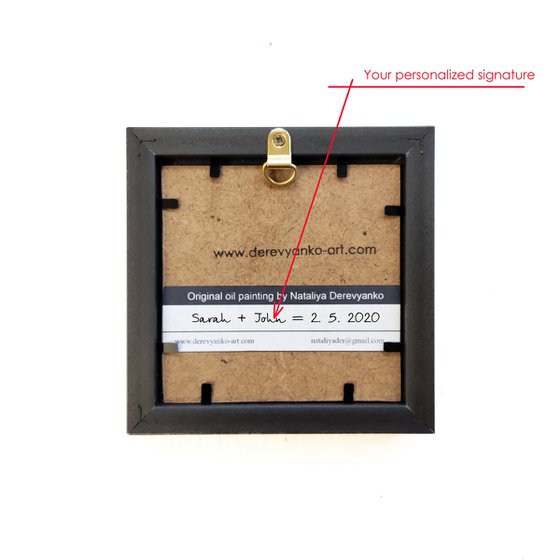 Your personalized signature
www.derevyanko-art.com
Original oil painting by Nataliya Derevyanko
Sarah + John = 2. 5. 2020
www.derevyanko-art.com nataliyader@gmail.com